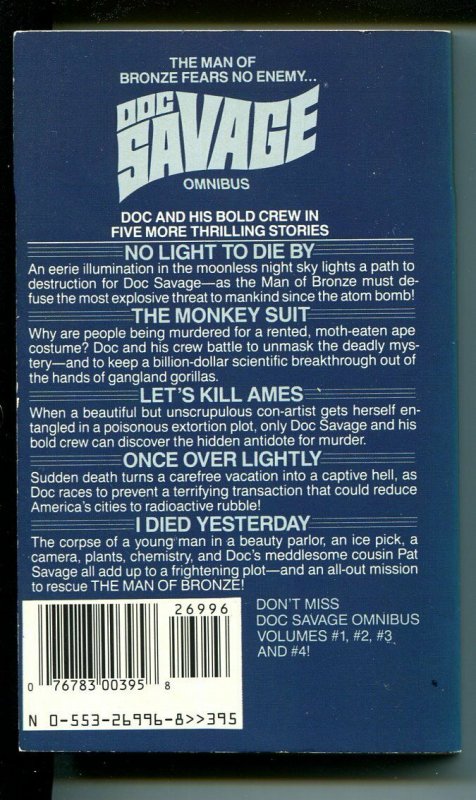 THE MAN OF
BRONZE FEARS NO ENEMY...
DOC
SAVAGE
OMNIBUS
DOC AND HIS BOLD CREW IN
FIVE MORE THRILLING STORIES
NO LIGHT TO DIE BY
An eerie illumination in the moonless night sky lights a path to
destruction for Doc Savage—as the Man of Bronze must de-
fuse the most explosive threat to mankind since the atom bomb!
THE MONKEY SUIT
Why are people being murdered for a rented, moth-eaten ape
costume? Doc and his crew battle to unmask the deadly mys-
tery—and to keep a billion-dollar scientific breakthrough out of
the hands of gangland gorillas.
LET'S KILL AMES
When a beautiful but unscrupulous con-artist gets herself en-
tangled in a poisonous extortion plot, only Doc Savage and his
bold crew can discover the hidden antidote for murder.
ONCE OVER LIGHTLY
Sudden death turns a carefree vacation into a captive hell, as
Doc races to prevent a terrifying transaction that could reduce
America's cities to radioactive rubble!
I DIED YESTERDAY
The corpse of a young man in a beauty parlor, an ice pick, a
camera, plants, chemistry, and Doc's meddlesome cousin Pat
Savage all add up to a frightening plot—and an all-out mission
to rescue THE MAN OF BRONZE!
26996
0 76783 00395 8
N 0-553-26996-8>>395
DON'T MISS
DOC SAVAGE OMNIBUS
VOLUMES #1, #2, #3
AND #4!